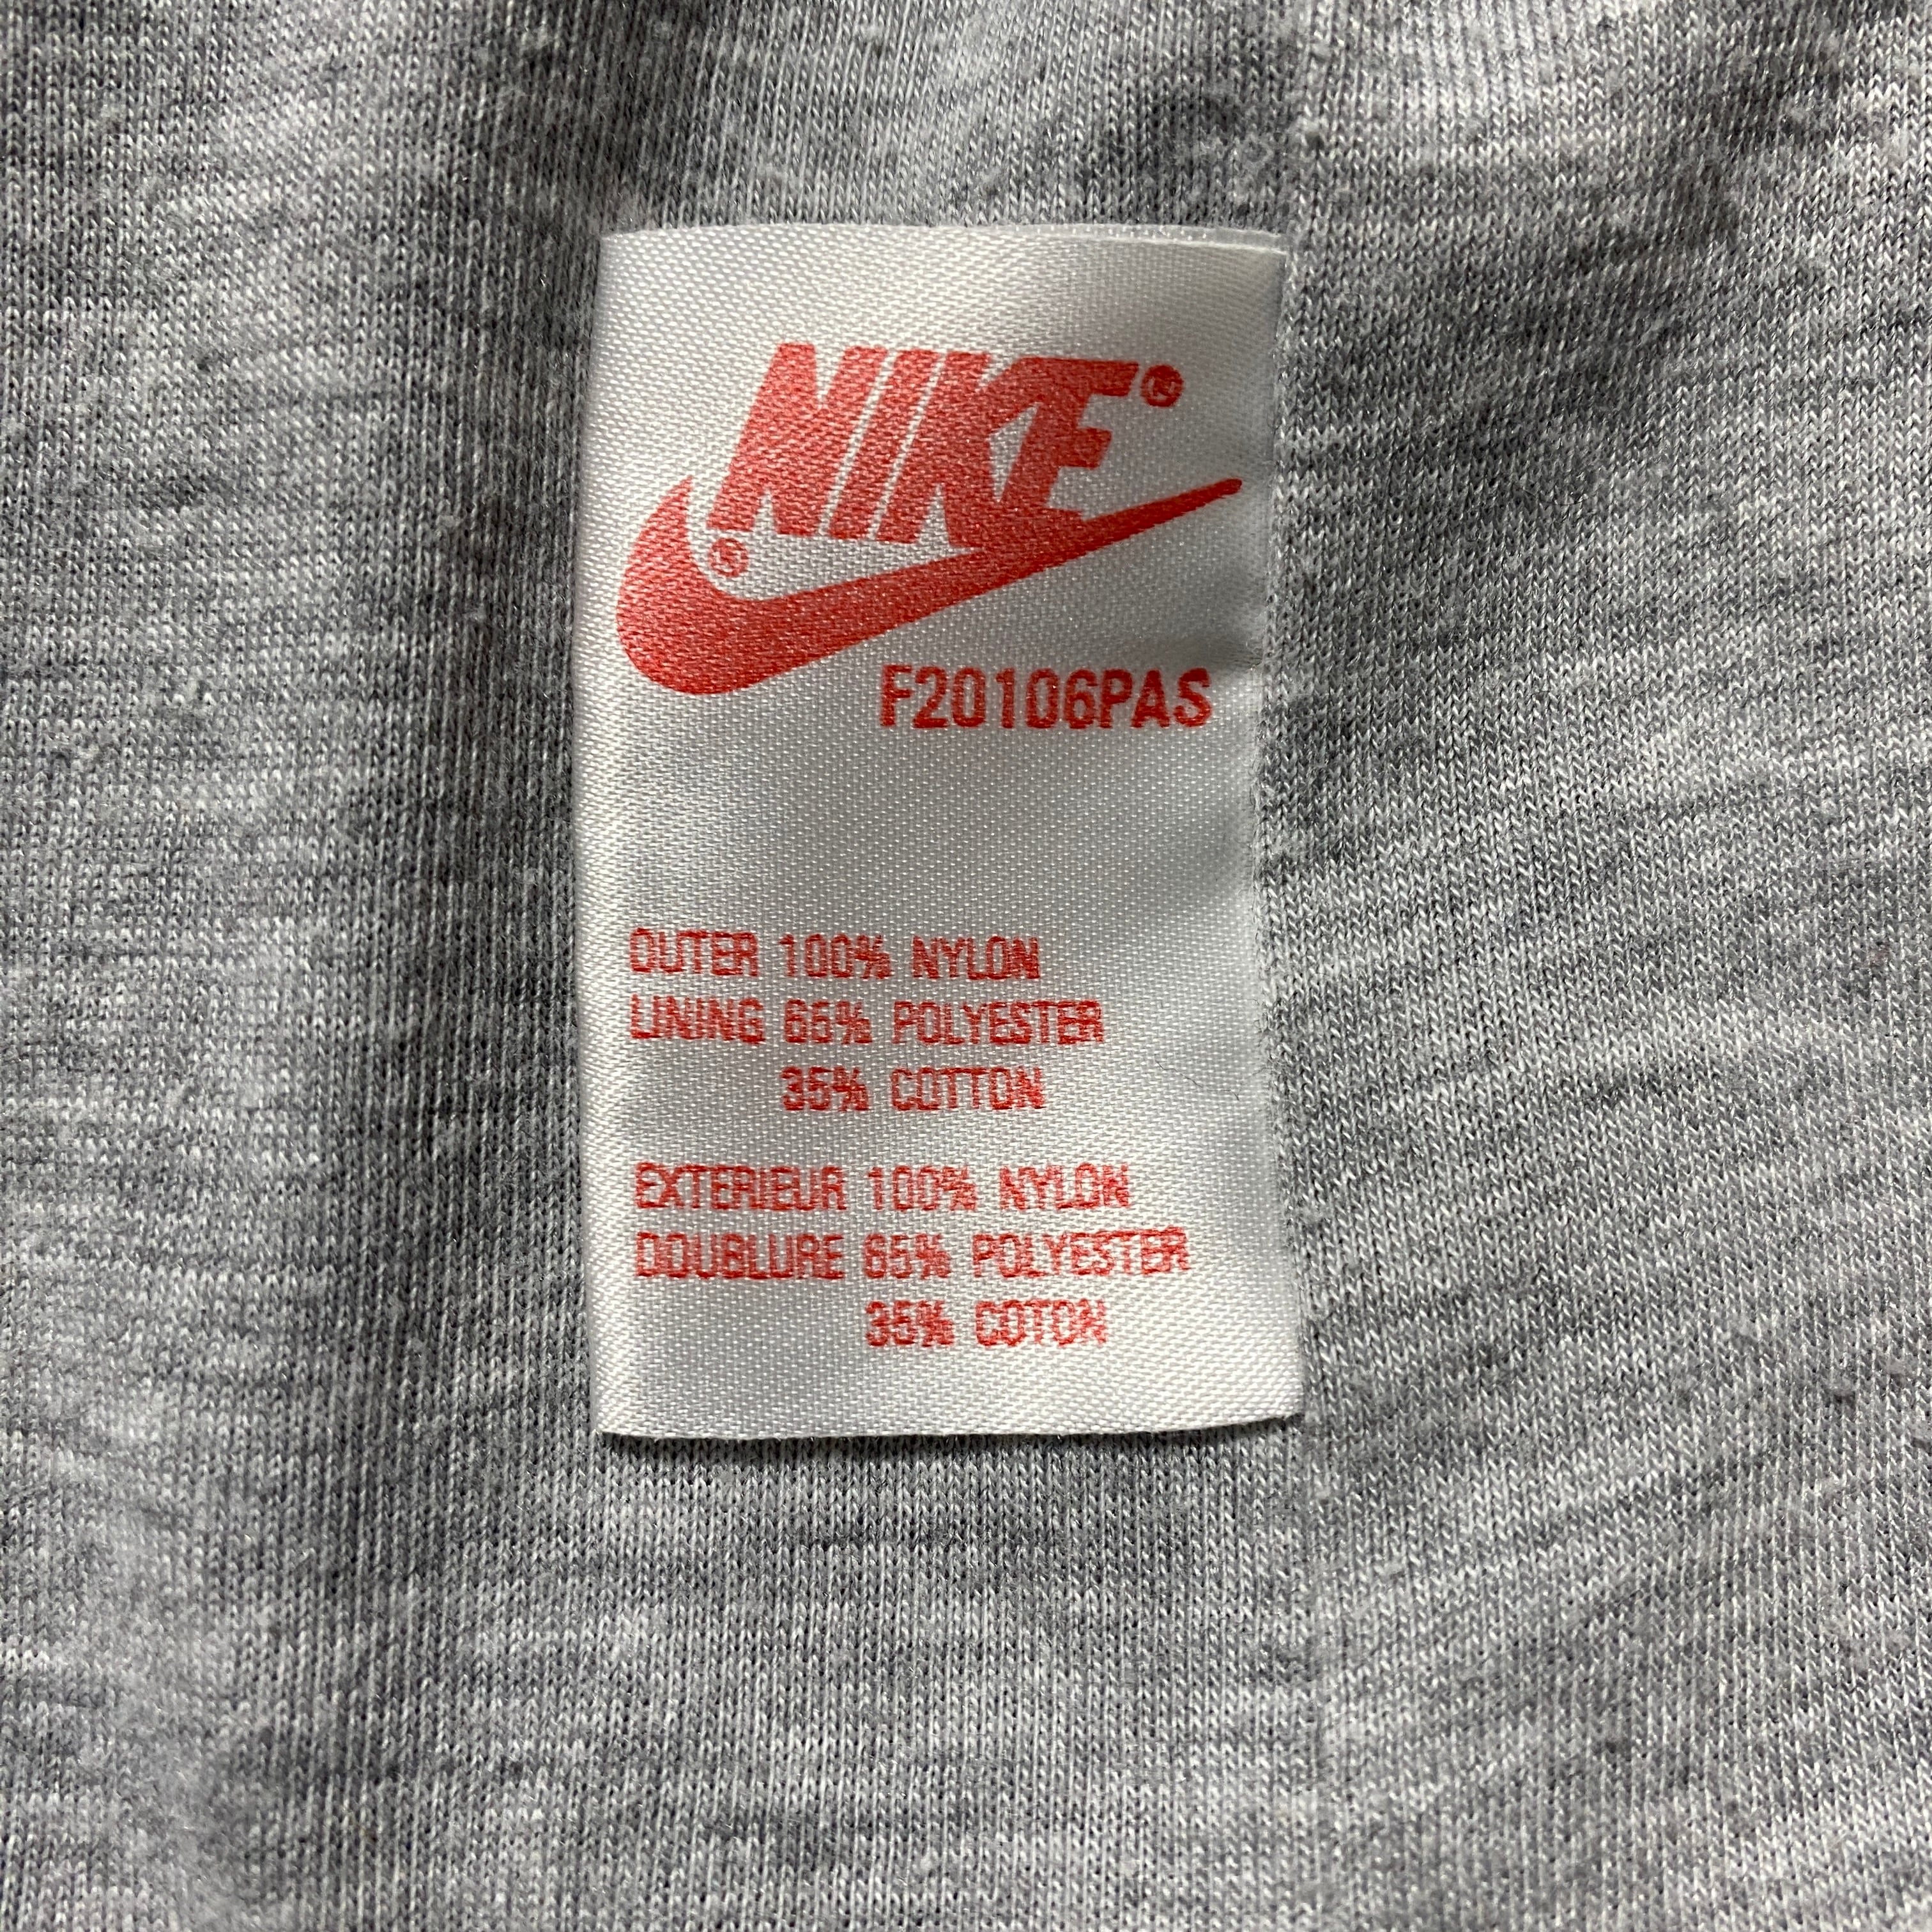 NIKE®
®
F20106PAS
OUTER 100% NYLON
LINING 65% POLYESTER
35% COTTON
EXTERIEUR 100% NYLON
DOUBLURE 65% POLYESTER
35% COTON